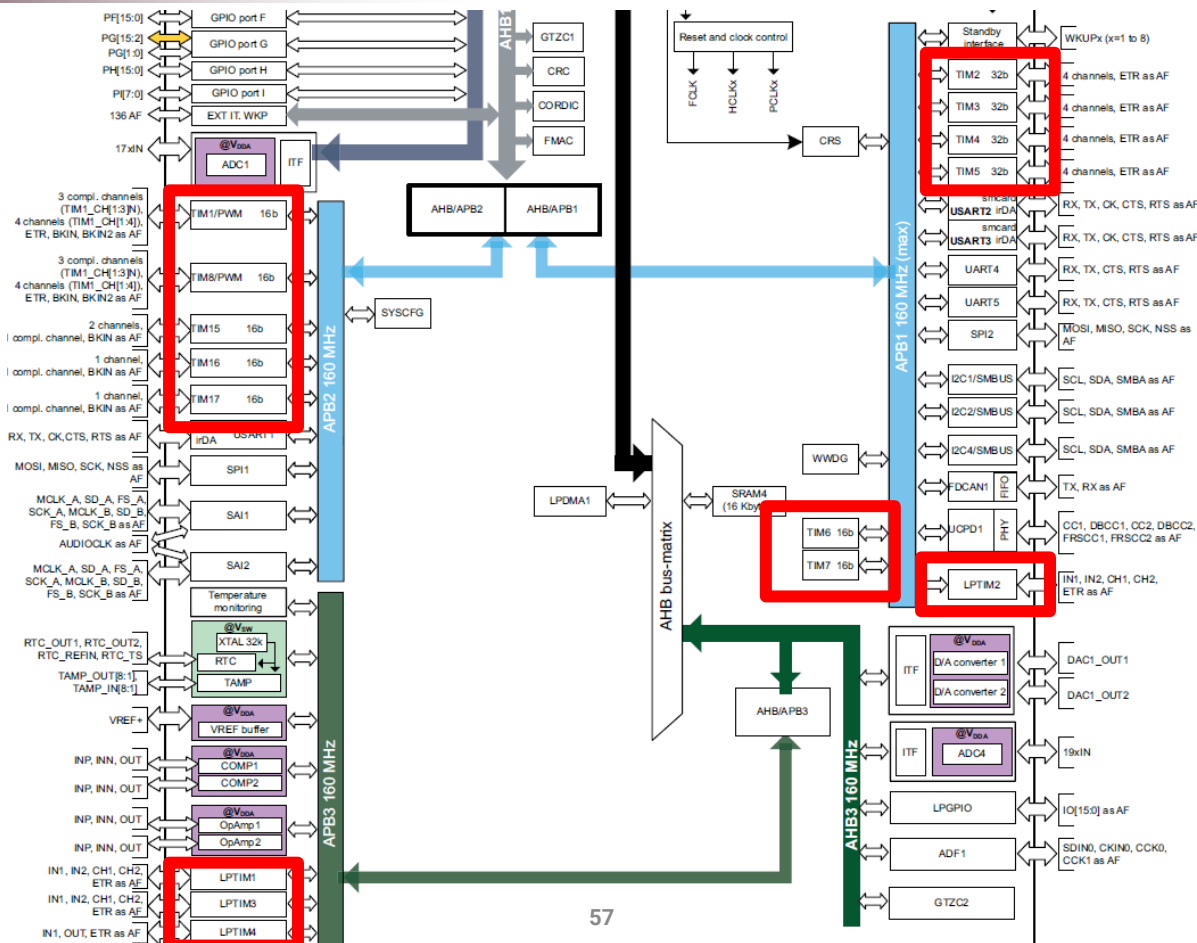 PF[15:0]
GPIO port F
PG[15:2]
PG[1:0]
GPIO port G
PH[15:0]
GPIO port H
PI[7:0]
GPIO port I
136 AF
EXT IT. WKP
17xIN
@VDDA
ADC1
ITF
AHB1
GTZC1
CRC
CORDIC
FMAC
AHB/APB2
AHB/APB1
Reset and clock control
FCLK
HCLKx
PCLKx
CRS
3 compl. channels
(TIM1_CH[1:3]N),
4 channels (TIM1_CH[1:4]),
ETR, BKIN, BKIN2 as AF
TIM1/PWM 16b
3 compl. channels
(TIM1_CH[1:3]N),
4 channels (TIM1_CH[1:4]),
ETR, BKIN, BKIN2 as AF
TIM8/PWM 16b
2 channels,
compl. channel, BKIN as AF
TIM15 16b
1 channel,
compl. channel, BKIN as AF
TIM16 16b
1 channel,
compl. channel, BKIN as AF
TIM17 16b
RX, TX, CK,CTS, RTS as AF
USART1
irDA
MOSI, MISO, SCK, NSS as
AF
SPI1
MCLK_A, SD_A, FS_A,
SCK_A, MCLK_B, SD_B,
FS_B, SCK_B as AF
SAI1
AUDIOCLK as AF
MCLK_A, SD_A, FS_A,
SCK_A, MCLK_B, SD_B,
FS_B, SCK_B as AF
SAI2
APB2 160 MHz
SYSCFG
Temperature
monitoring
@VSW
XTAL 32k
RTC_OUT1, RTC_OUT2,
RTC_REFIN, RTC_TS
RTC
TAMP_OUT[8:1],
TAMP_IN[8:1]
TAMP
@VDDA
VREF+
VREF buffer
@VDDA
INP, INN, OUT
COMP1
INP, INN, OUT
COMP2
@VDDA
INP, INN, OUT
OpAmp1
INP, INN, OUT
OpAmp2
IN1, IN2, CH1, CH2,
ETR as AF
LPTIM1
IN1, IN2, CH1, CH2,
ETR as AF
LPTIM3
IN1, OUT, ETR as AF
LPTIM4
APB3 160 MHz
LPDMA1
AHB bus-matrix
SRAM4
(16 Kby
WWDG
TIM6 16b
TIM7 16b
AHB/APB3
APB1 160 MHz (max)
Standby
interface
WKUPx (x=1 to 8)
TIM2 32b
4 channels, ETR as AF
TIM3 32b
4 channels, ETR as AF
TIM4 32b
4 channels, ETR as AF
TIM5 32b
4 channels, ETR as AF
smcard
USART2 irDA
RX, TX, CK, CTS, RTS as AF
smcard
USART3 irDA
RX, TX, CK, CTS, RTS as AF
UART4
RX, TX, CTS, RTS as AF
UART5
RX, TX, CTS, RTS as AF
SPI2
MOSI, MISO, SCK, NSS as
AF
I2C1/SMBUS
SCL, SDA, SMBA as AF
I2C2/SMBUS
SCL, SDA, SMBA as AF
I2C4/SMBUS
SCL, SDA, SMBA as AF
FDCAN1
FIFO
TX, RX as AF
UCPD1
PHY
CC1, DBCC1, CC2, DBCC2,
FRSCC1, FRSCC2 as AF
LPTIM2
IN1, IN2, CH1, CH2,
ETR as AF
AHB3 160 MHz
@VDDA
ITF
D/A converter 1
DAC1_OUT1
D/A converter 2
DAC1_OUT2
@VDDA
ITF
ADC4
19xIN
LPGPIO
IO[15:0] as AF
ADF1
SDIN0, CKIN0, CCK0,
CCK1 as AF
GTZC2
57